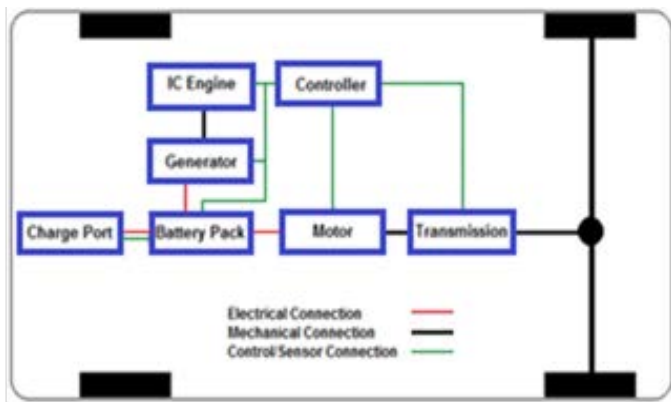 IC Engine
Controller
Generator
Charge Port
Battery Pack
Motor
Transmission
Electrical Connection
Mechanical Connection
Control/Sensor Connection